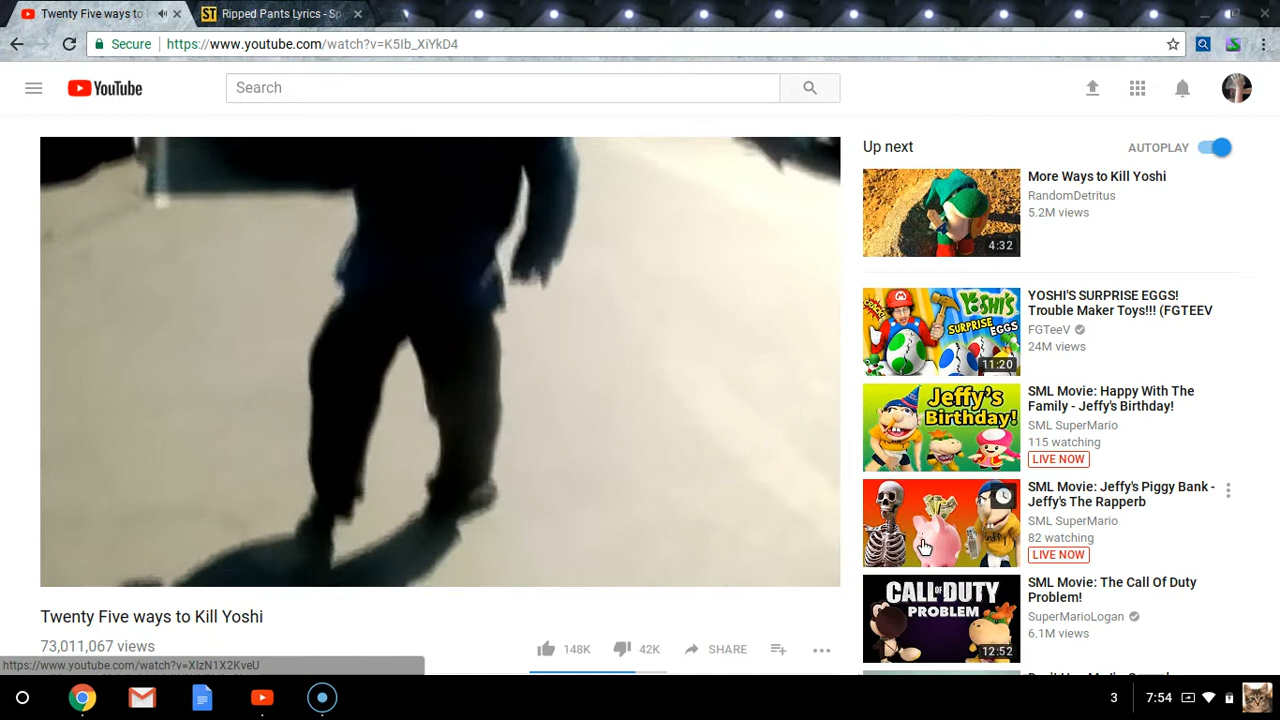 Twenty Five ways to
Ripped Pants Lyrics - Sp
Secure
https://www.youtube.com/watch?v=K5Ib_XiYkD4
YouTube
Search
Up next
AUTOPLAY
More Ways to Kill Yoshi
RandomDetritus
5.2M views
4:32
YOSHI'S SURPRISE EGGS!
Trouble Maker Toys!!! (FGTEEV
FGTeeV
24M views
YOSHI'S
SURPRISE
EGGS
11:20
SML Movie: Happy With The
Family - Jeffy's Birthday!
SML SuperMario
115 watching
LIVE NOW
Jeffy's
Birthday!
SML Movie: Jeffy's Piggy Bank -
Jeffy's The Rapperb
SML SuperMario
82 watching
LIVE NOW
SML Movie: The Call Of Duty
Problem!
SuperMarioLogan
6.1M views
CALL OF DUTY
PROBLEM
12:52
Twenty Five ways to Kill Yoshi
73,011,067 views
148K
42K
SHARE
https://www.youtube.com/watch?v=XIzN1X2KveU
3
7:54